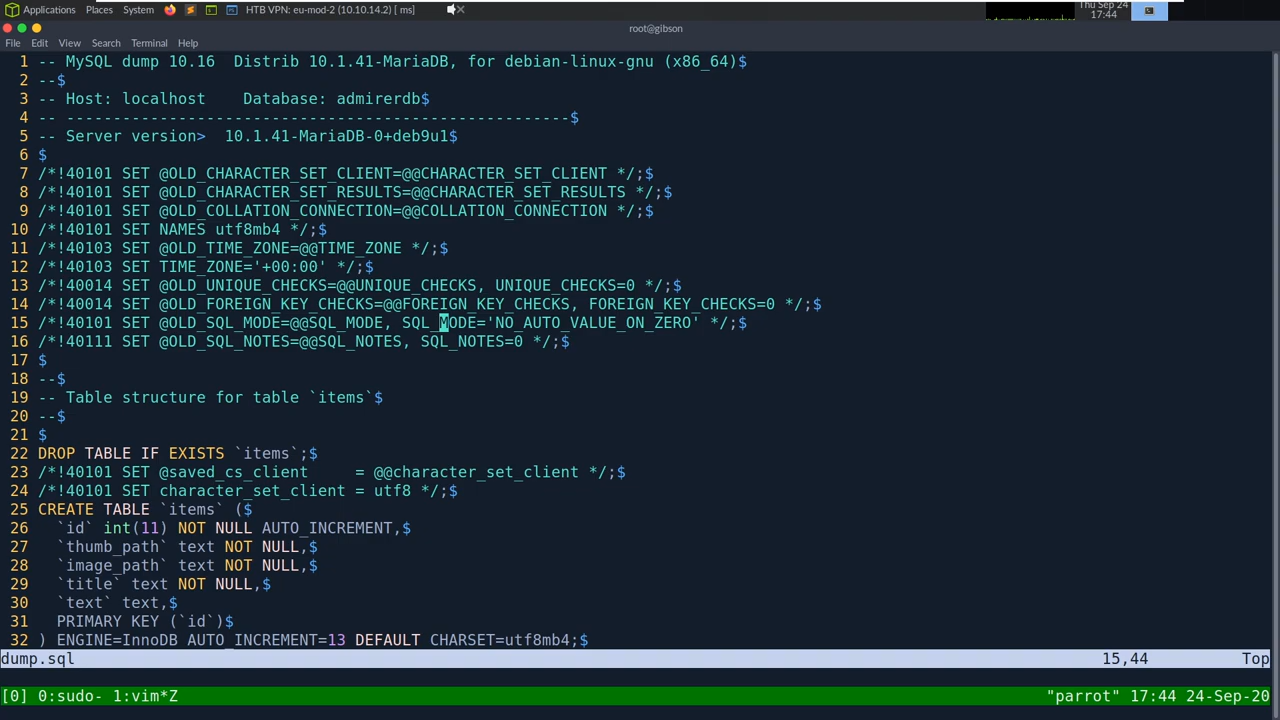 Applications Places System HTB VPN: eu-mod-2 (10.10.14.2) [ ms] Thu Sep 24
17:44
root@gibson
File Edit View Search Terminal Help
1 -- MySQL dump 10.16  Distrib 10.1.41-MariaDB, for debian-linux-gnu (x86_64)$
2 --$
3 -- Host: localhost    Database: admirerdb$
4 -- ------------------------------------------------------$
5 -- Server version>  10.1.41-MariaDB-0+deb9u1$
6 $
7 /*!40101 SET @OLD_CHARACTER_SET_CLIENT=@@CHARACTER_SET_CLIENT */;$
8 /*!40101 SET @OLD_CHARACTER_SET_RESULTS=@@CHARACTER_SET_RESULTS */;$
9 /*!40101 SET @OLD_COLLATION_CONNECTION=@@COLLATION_CONNECTION */;$
10 /*!40101 SET NAMES utf8mb4 */;$
11 /*!40103 SET @OLD_TIME_ZONE=@@TIME_ZONE */;$
12 /*!40103 SET TIME_ZONE='+00:00' */;$
13 /*!40014 SET @OLD_UNIQUE_CHECKS=@@UNIQUE_CHECKS, UNIQUE_CHECKS=0 */;$
14 /*!40014 SET @OLD_FOREIGN_KEY_CHECKS=@@FOREIGN_KEY_CHECKS, FOREIGN_KEY_CHECKS=0 */;$
15 /*!40101 SET @OLD_SQL_MODE=@@SQL_MODE, SQL_MODE='NO_AUTO_VALUE_ON_ZERO' */;$
16 /*!40111 SET @OLD_SQL_NOTES=@@SQL_NOTES, SQL_NOTES=0 */;$
17 $
18 --$
19 -- Table structure for table `items`$
20 --$
21 $
22 DROP TABLE IF EXISTS `items`;$
23 /*!40101 SET @saved_cs_client     = @@character_set_client */;$
24 /*!40101 SET character_set_client = utf8 */;$
25 CREATE TABLE `items` ($
26   `id` int(11) NOT NULL AUTO_INCREMENT,$
27   `thumb_path` text NOT NULL,$
28   `image_path` text NOT NULL,$
29   `title` text NOT NULL,$
30   `text` text,$
31   PRIMARY KEY (`id`)$
32 ) ENGINE=InnoDB AUTO_INCREMENT=13 DEFAULT CHARSET=utf8mb4;$
dump.sql 15,44 Top
[0] 0:sudo- 1:vim*Z "parrot" 17:44 24-Sep-20